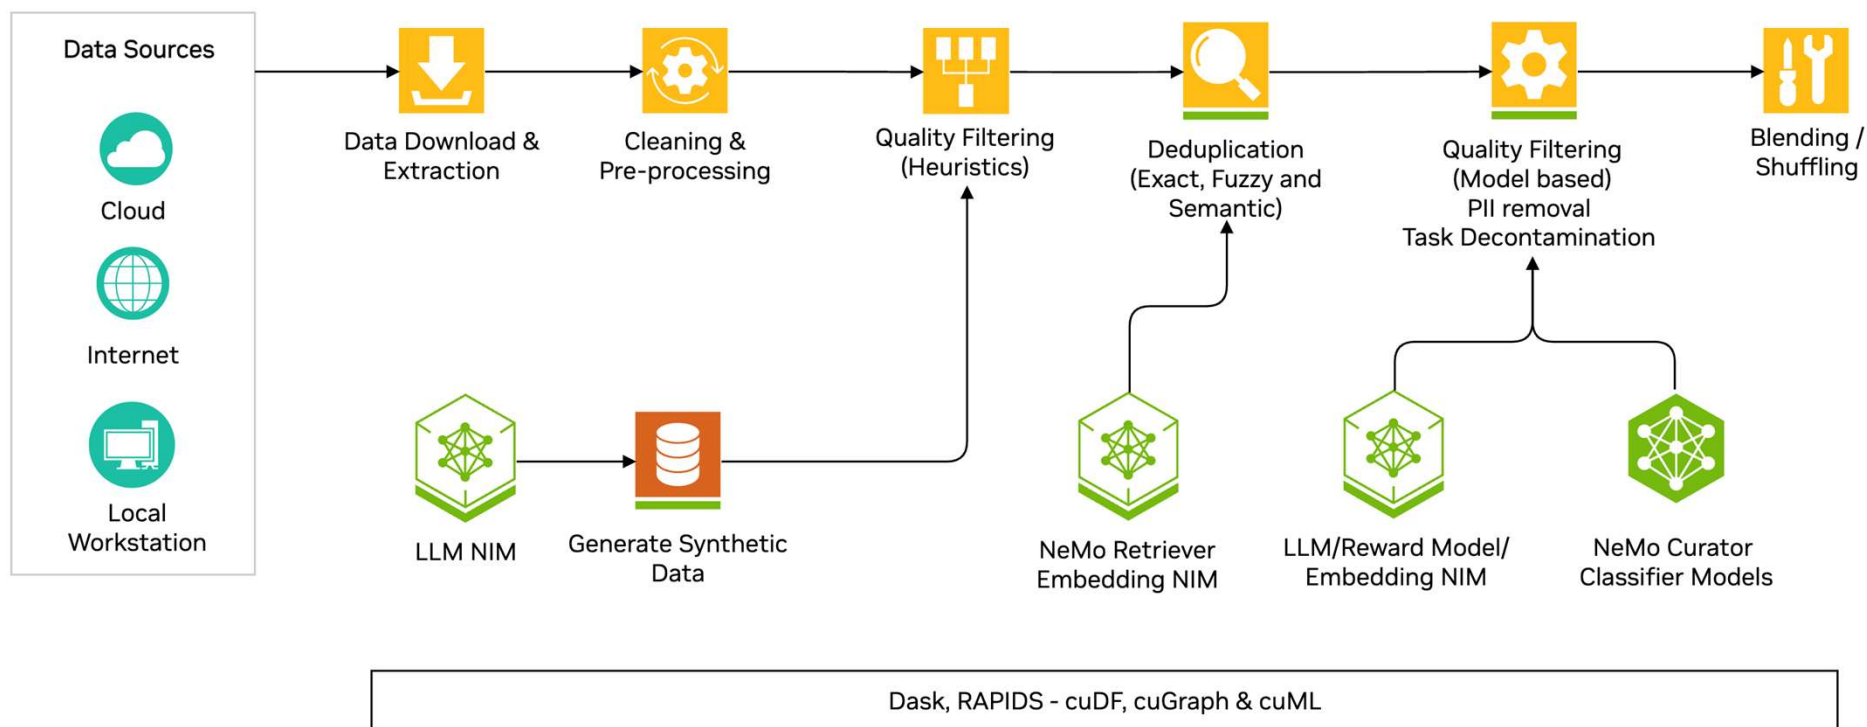 Data Sources
Cloud
Internet
Local
Workstation
Data Download &
Extraction
Cleaning &
Pre-processing
Quality Filtering
(Heuristics)
Deduplication
(Exact, Fuzzy and
Semantic)
Quality Filtering
(Model based)
PII removal
Task Decontamination
Blending /
Shuffling
LLM NIM
Generate Synthetic
Data
NeMo Retriever
Embedding NIM
LLM/Reward Model/
Embedding NIM
NeMo Curator
Classifier Models
Dask, RAPIDS - cuDF, cuGraph & cuML